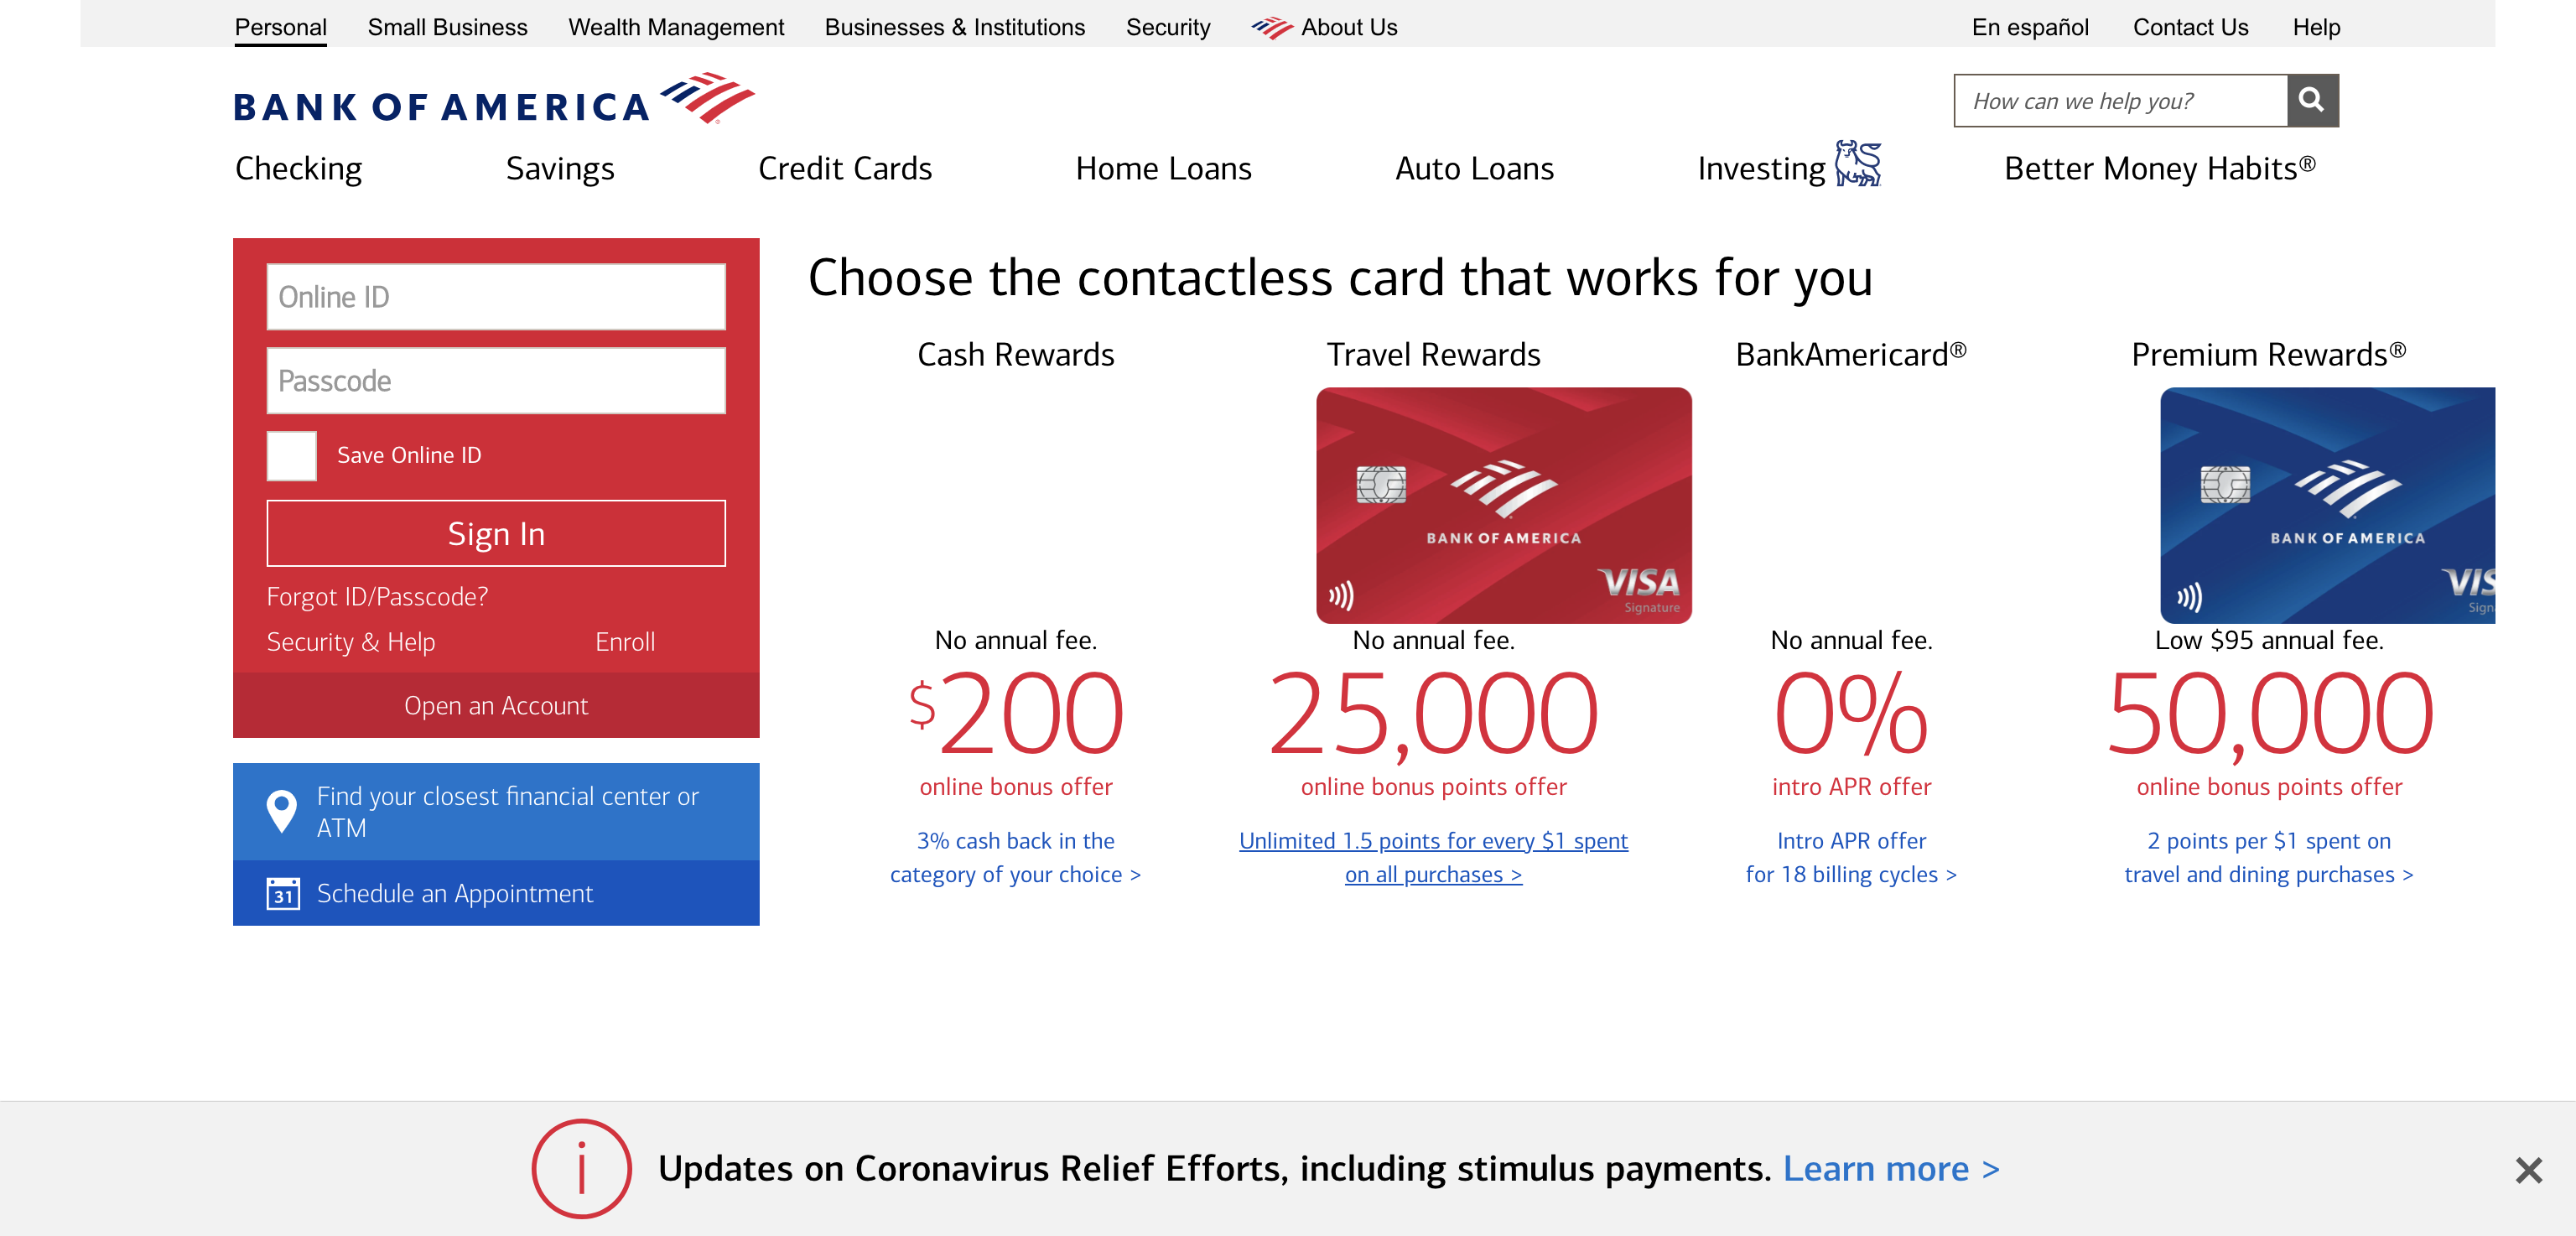 Personal Small Business Wealth Management Businesses & Institutions Security About Us En español Contact Us Help
BANK OF AMERICA
How can we help you?
Checking Savings Credit Cards Home Loans Auto Loans Investing Better Money Habits®
Online ID
Passcode
Save Online ID
Sign In
Forgot ID/Passcode?
Security & Help Enroll
Open an Account
Find your closest financial center or
ATM
31 Schedule an Appointment
Choose the contactless card that works for you
Cash Rewards
No annual fee.
$200
online bonus offer
3% cash back in the
category of your choice >
Travel Rewards
BANK OF AMERICA
VISA
Signature
No annual fee.
25,000
online bonus points offer
Unlimited 1.5 points for every $1 spent
on all purchases >
BankAmericard®
No annual fee.
0%
intro APR offer
Intro APR offer
for 18 billing cycles >
Premium Rewards®
BANK OF AMERICA
VIS
Sign
Low $95 annual fee.
50,000
online bonus points offer
2 points per $1 spent on
travel and dining purchases >
Updates on Coronavirus Relief Efforts, including stimulus payments. Learn more >